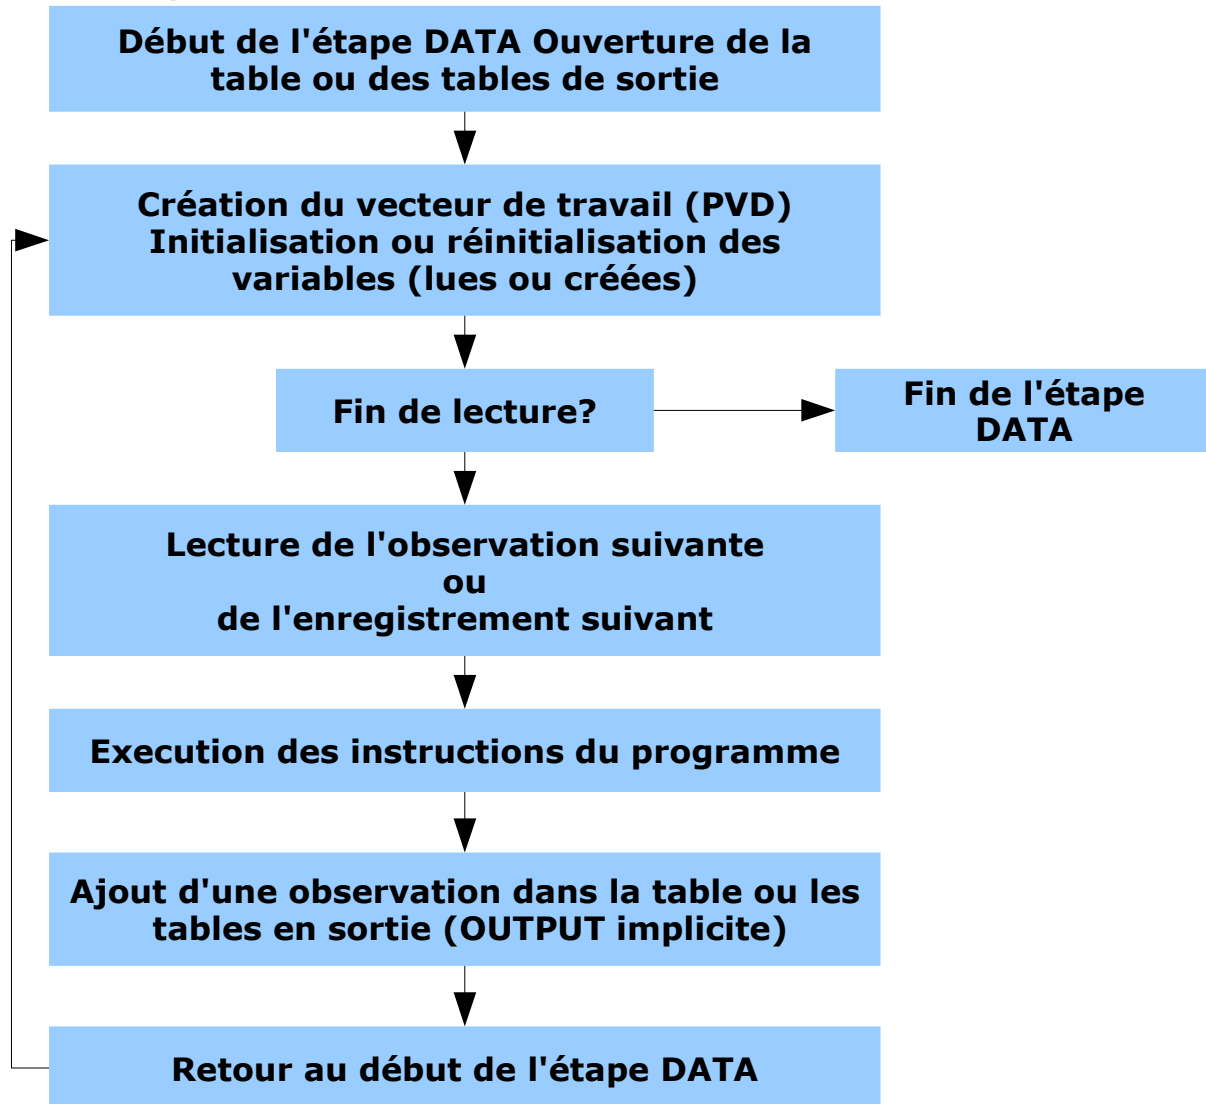 Début de l'étape DATA Ouverture de la
table ou des tables de sortie
Création du vecteur de travail (PVD)
Initialisation ou réinitialisation des
variables (lues ou créées)
Fin de lecture?
Fin de l'étape
DATA
Lecture de l'observation suivante
ou
de l'enregistrement suivant
Execution des instructions du programme
Ajout d'une observation dans la table ou les
tables en sortie (OUTPUT implicite)
Retour au début de l'étape DATA